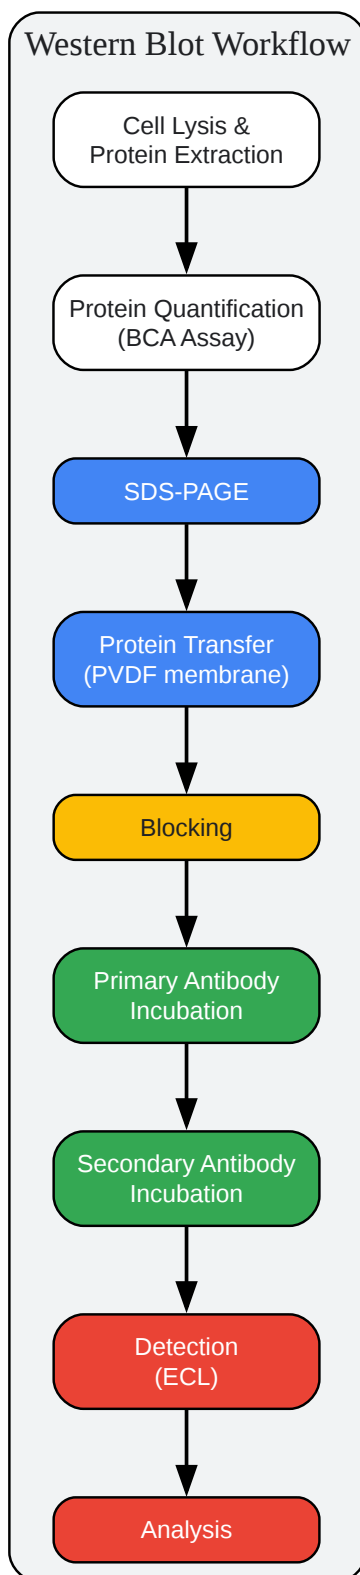 Western Blot Workflow
Cell Lysis &
Protein Extraction
Protein Quantification
(BCA Assay)
SDS-PAGE
Protein Transfer
(PVDF membrane)
Blocking
Primary Antibody
Incubation
Secondary Antibody
Incubation
Detection
(ECL)
Analysis